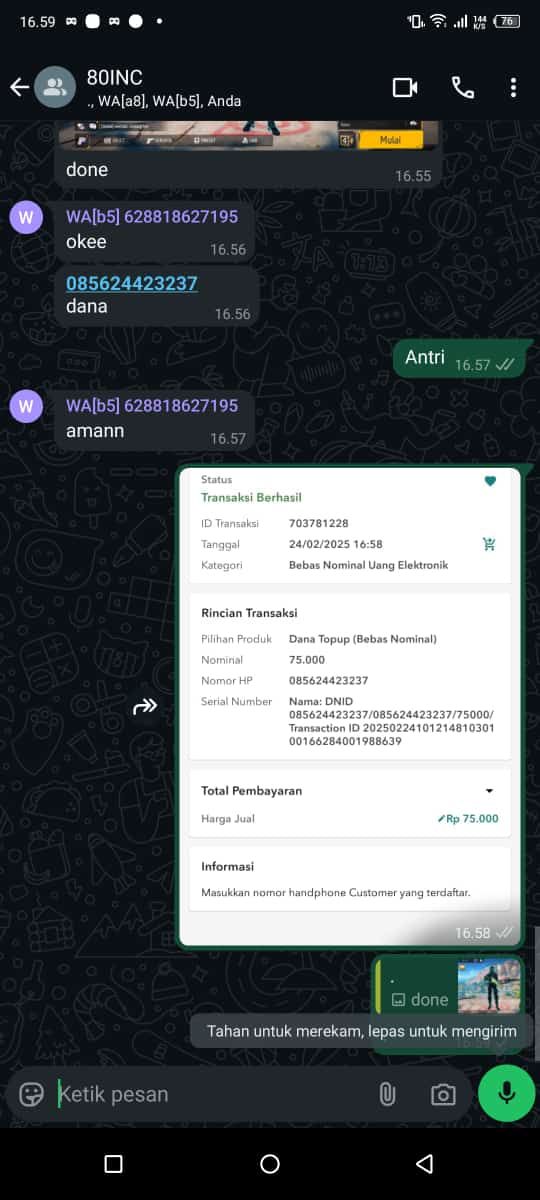 16.59
144
K/S
76
80INC
., WA[a8], WA[b5], Anda
Mulai
done
16.55
W
WA[b5] 628818627195
okee
16.56
085624423237
dana
16.56
Antri
16.57
W
WA[b5] 628818627195
amann
16.57
Status
Transaksi Berhasil
ID Transaksi 703781228
Tanggal 24/02/2025 16:58
Kategori Bebas Nominal Uang Elektronik
Rincian Transaksi
Pilihan Produk Dana Topup (Bebas Nominal)
Nominal 75.000
Nomor HP 085624423237
Serial Number Nama: DNID
085624423237/085624423237/75000/
Transaction ID 20250224101214810301
00166284001988639
Total Pembayaran
Harga Jual Rp 75.000
Informasi
Masukkan nomor handphone Customer yang terdaftar.
16.58
.
done
Tahan untuk merekam, lepas untuk mengirim
Ketik pesan